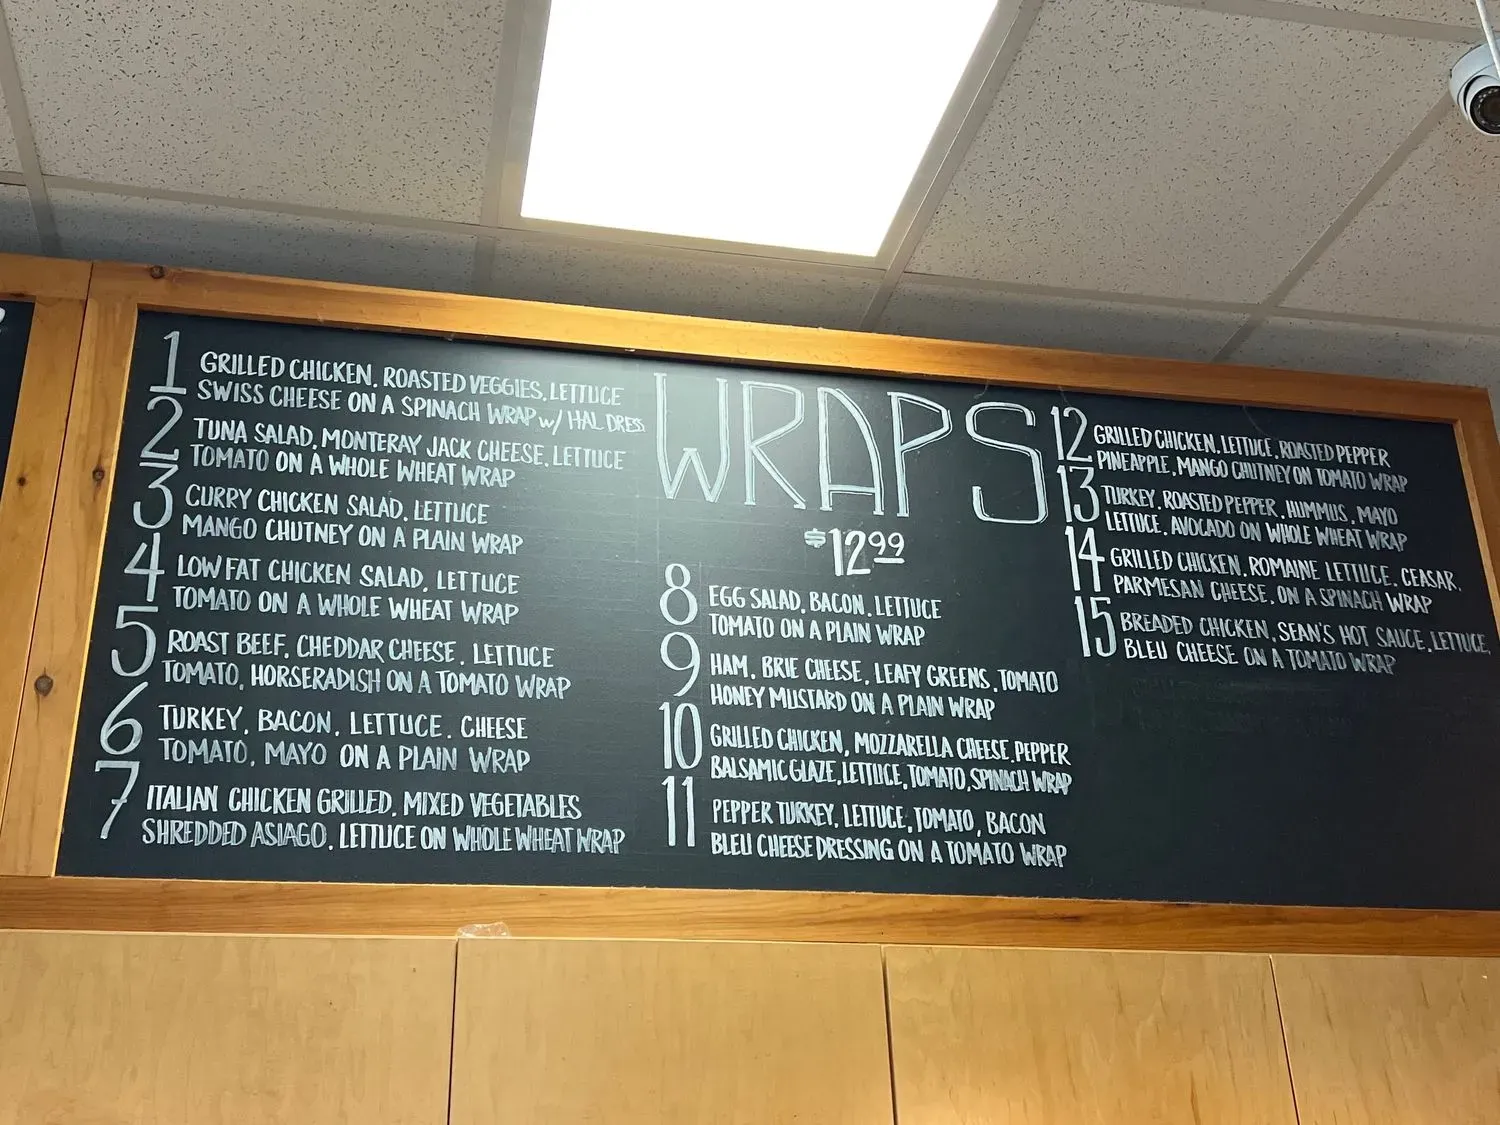 1
GRILLED CHICKEN, ROASTED VEGGIES, LETTUCE
SWISS CHEESE ON A SPINACH WRAP w/ HAL DRESS
2
TUNA SALAD, MONTERAY JACK CHEESE, LETTUCE
TOMATO ON A WHOLE WHEAT WRAP
3
CURRY CHICKEN SALAD, LETTUCE
MANGO CHUTNEY ON A PLAIN WRAP
4
LOW FAT CHICKEN SALAD, LETTUCE
TOMATO ON A WHOLE WHEAT WRAP
5
ROAST BEEF, CHEDDAR CHEESE, LETTUCE
TOMATO, HORSERADISH ON A TOMATO WRAP
6
TURKEY, BACON, LETTUCE, CHEESE
TOMATO, MAYO ON A PLAIN WRAP
7
ITALIAN CHICKEN GRILLED, MIXED VEGETABLES
SHREDDED ASIAGO, LETTUCE ON WHOLE WHEAT WRAP
WRAPS
$12.99
8
EGG SALAD, BACON, LETTUCE
TOMATO ON A PLAIN WRAP
9
HAM, BRIE CHEESE, LEAFY GREENS, TOMATO
HONEY MUSTARD ON A PLAIN WRAP
10
GRILLED CHICKEN, MOZZARELLA CHEESE, PEPPER
BALSAMIC GLAZE, LETTUCE, TOMATO, SPINACH WRAP
11
PEPPER TURKEY, LETTUCE, TOMATO, BACON
BLEU CHEESE DRESSING ON A TOMATO WRAP
12
GRILLED CHICKEN, LETTUCE, ROASTED PEPPER
PINEAPPLE, MANGO CHUTNEY ON TOMATO WRAP
13
TURKEY, ROASTED PEPPER, HUMMUS, MAYO
LETTUCE, AVOCADO ON WHOLE WHEAT WRAP
14
GRILLED CHICKEN, ROMAINE LETTUCE, CEASAR,
PARMESAN CHEESE, ON A SPINACH WRAP
15
BREADED CHICKEN, SEAN'S HOT SAUCE, LETTUCE,
BLEU CHEESE ON A TOMATO WRAP